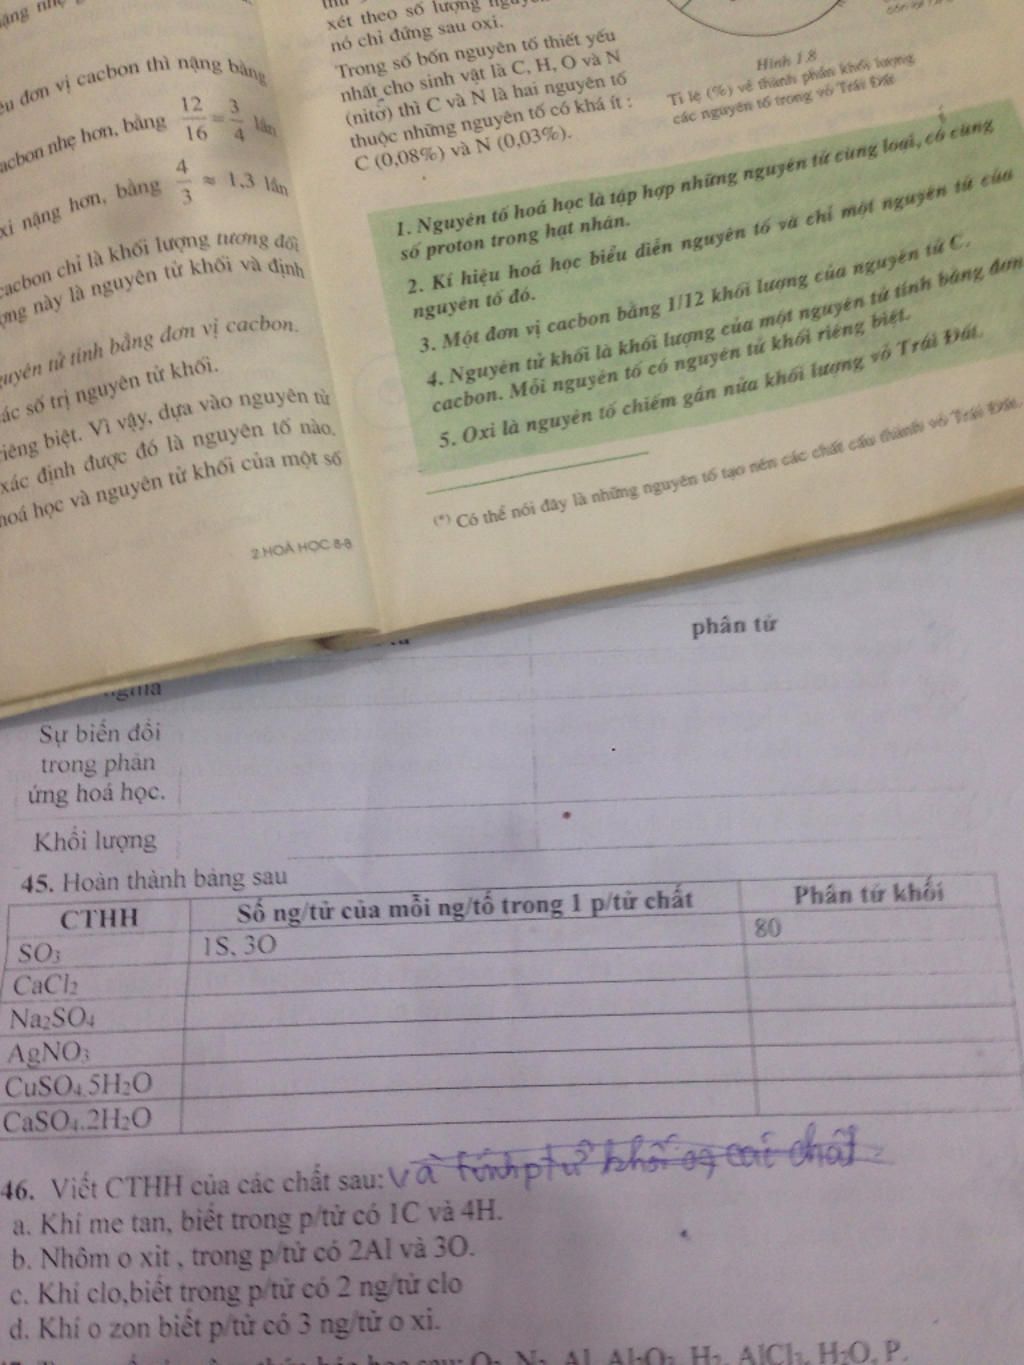 đơn vị cacbon thì nặng bằng
nhẹ hơn, bằng 12/16 = 3/4 lần
nặng hơn, bằng 4/3 ≈ 1,3 lần
cacbon chỉ là khối lượng tương đối
này là nguyên tử khối và định
tử tính bằng đơn vị cacbon.
số trị nguyên tử khối.
biệt. Vì vậy, dựa vào nguyên tử
xác định được đó là nguyên tố nào.
hoá học và nguyên tử khối của một số
2.HOÁ HỌC 8-B
xét theo số lượng
nó chỉ đứng sau oxi.
Trong số bốn nguyên tố thiết yếu
nhất cho sinh vật là C, H, O và N
(nitơ) thì C và N là hai nguyên tố
thuộc những nguyên tố có khá ít :
C (0,08%) và N (0,03%).
Hình 1.8
Tỉ lệ (%) về thành phần khối lượng
các nguyên tố trong vỏ Trái Đất
1. Nguyên tố hoá học là tập hợp những nguyên tử cùng loại, có cùng
số proton trong hạt nhân.
2. Kí hiệu hoá học biểu diễn nguyên tố và chỉ một nguyên tử của
nguyên tố đó.
3. Một đơn vị cacbon bằng 1/12 khối lượng của nguyên tử C.
4. Nguyên tử khối là khối lượng của một nguyên tử tính bằng đơn
cacbon. Mỗi nguyên tố có nguyên tử khối riêng biệt.
5. Oxi là nguyên tố chiếm gần nửa khối lượng vỏ Trái Đất.
(*) Có thể nói đây là những nguyên tố tạo nên các chất cấu thành vỏ Trái Đất.
phân tử
Sự biến đổi
trong phản
ứng hoá học.
Khối lượng
45. Hoàn thành bảng sau
CTHH Số ng/tử của mỗi ng/tố trong 1 p/tử chất Phân tử khối
SO3 1S, 3O 80
CaCl2
Na2SO4
AgNO3
CuSO4.5H2O
CaSO4.2H2O
46. Viết CTHH của các chất sau: và tính ptử khối các chất
a. Khí me tan, biết trong p/tử có 1C và 4H.
b. Nhôm o xit , trong p/tử có 2Al và 3O.
c. Khí clo,biết trong p/tử có 2 ng/tử clo
d. Khí o zon biết p/tử có 3 ng/tử o xi.
O2, N2, Al, Al2O3, H2, AlCl3, H2O, P.